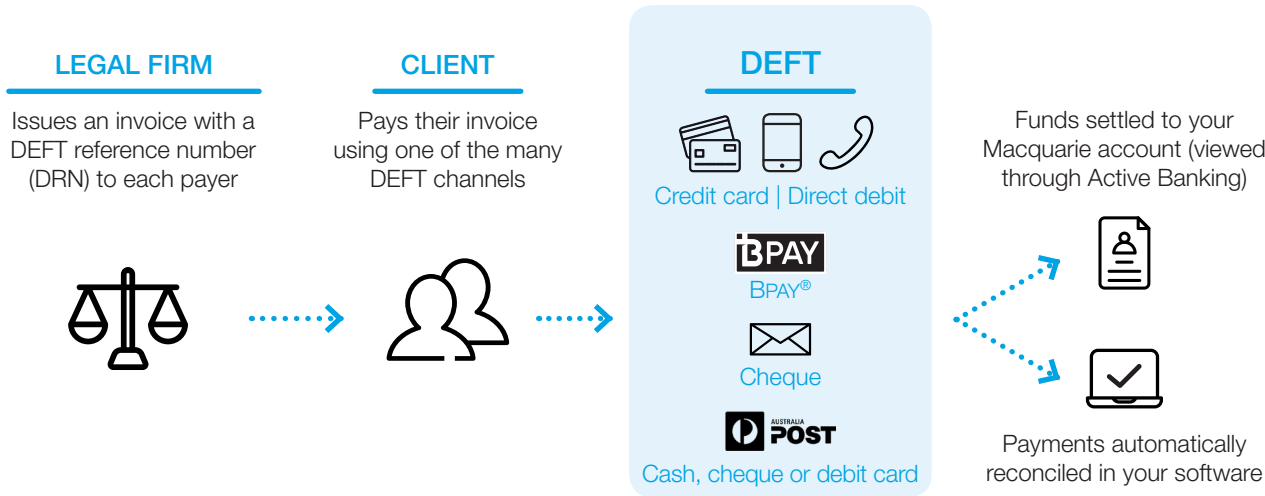 LEGAL FIRM
Issues an invoice with a
DEFT reference number
(DRN) to each payer
CLIENT
Pays their invoice
using one of the many
DEFT channels
DEFT
Credit card | Direct debit
BPAY
BPAY®
Cheque
AUSTRALIA
POST
Cash, cheque or debit card
Funds settled to your
Macquarie account (viewed
through Active Banking)
Payments automatically
reconciled in your software